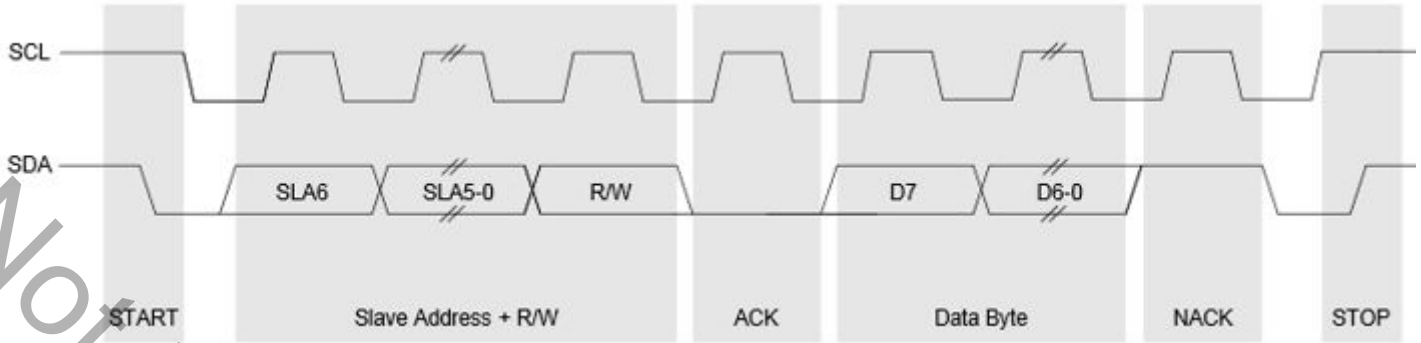 SCL
SDA
SLA6 SLA5-0 R/W D7 D6-0
START Slave Address + R/W ACK Data Byte NACK STOP